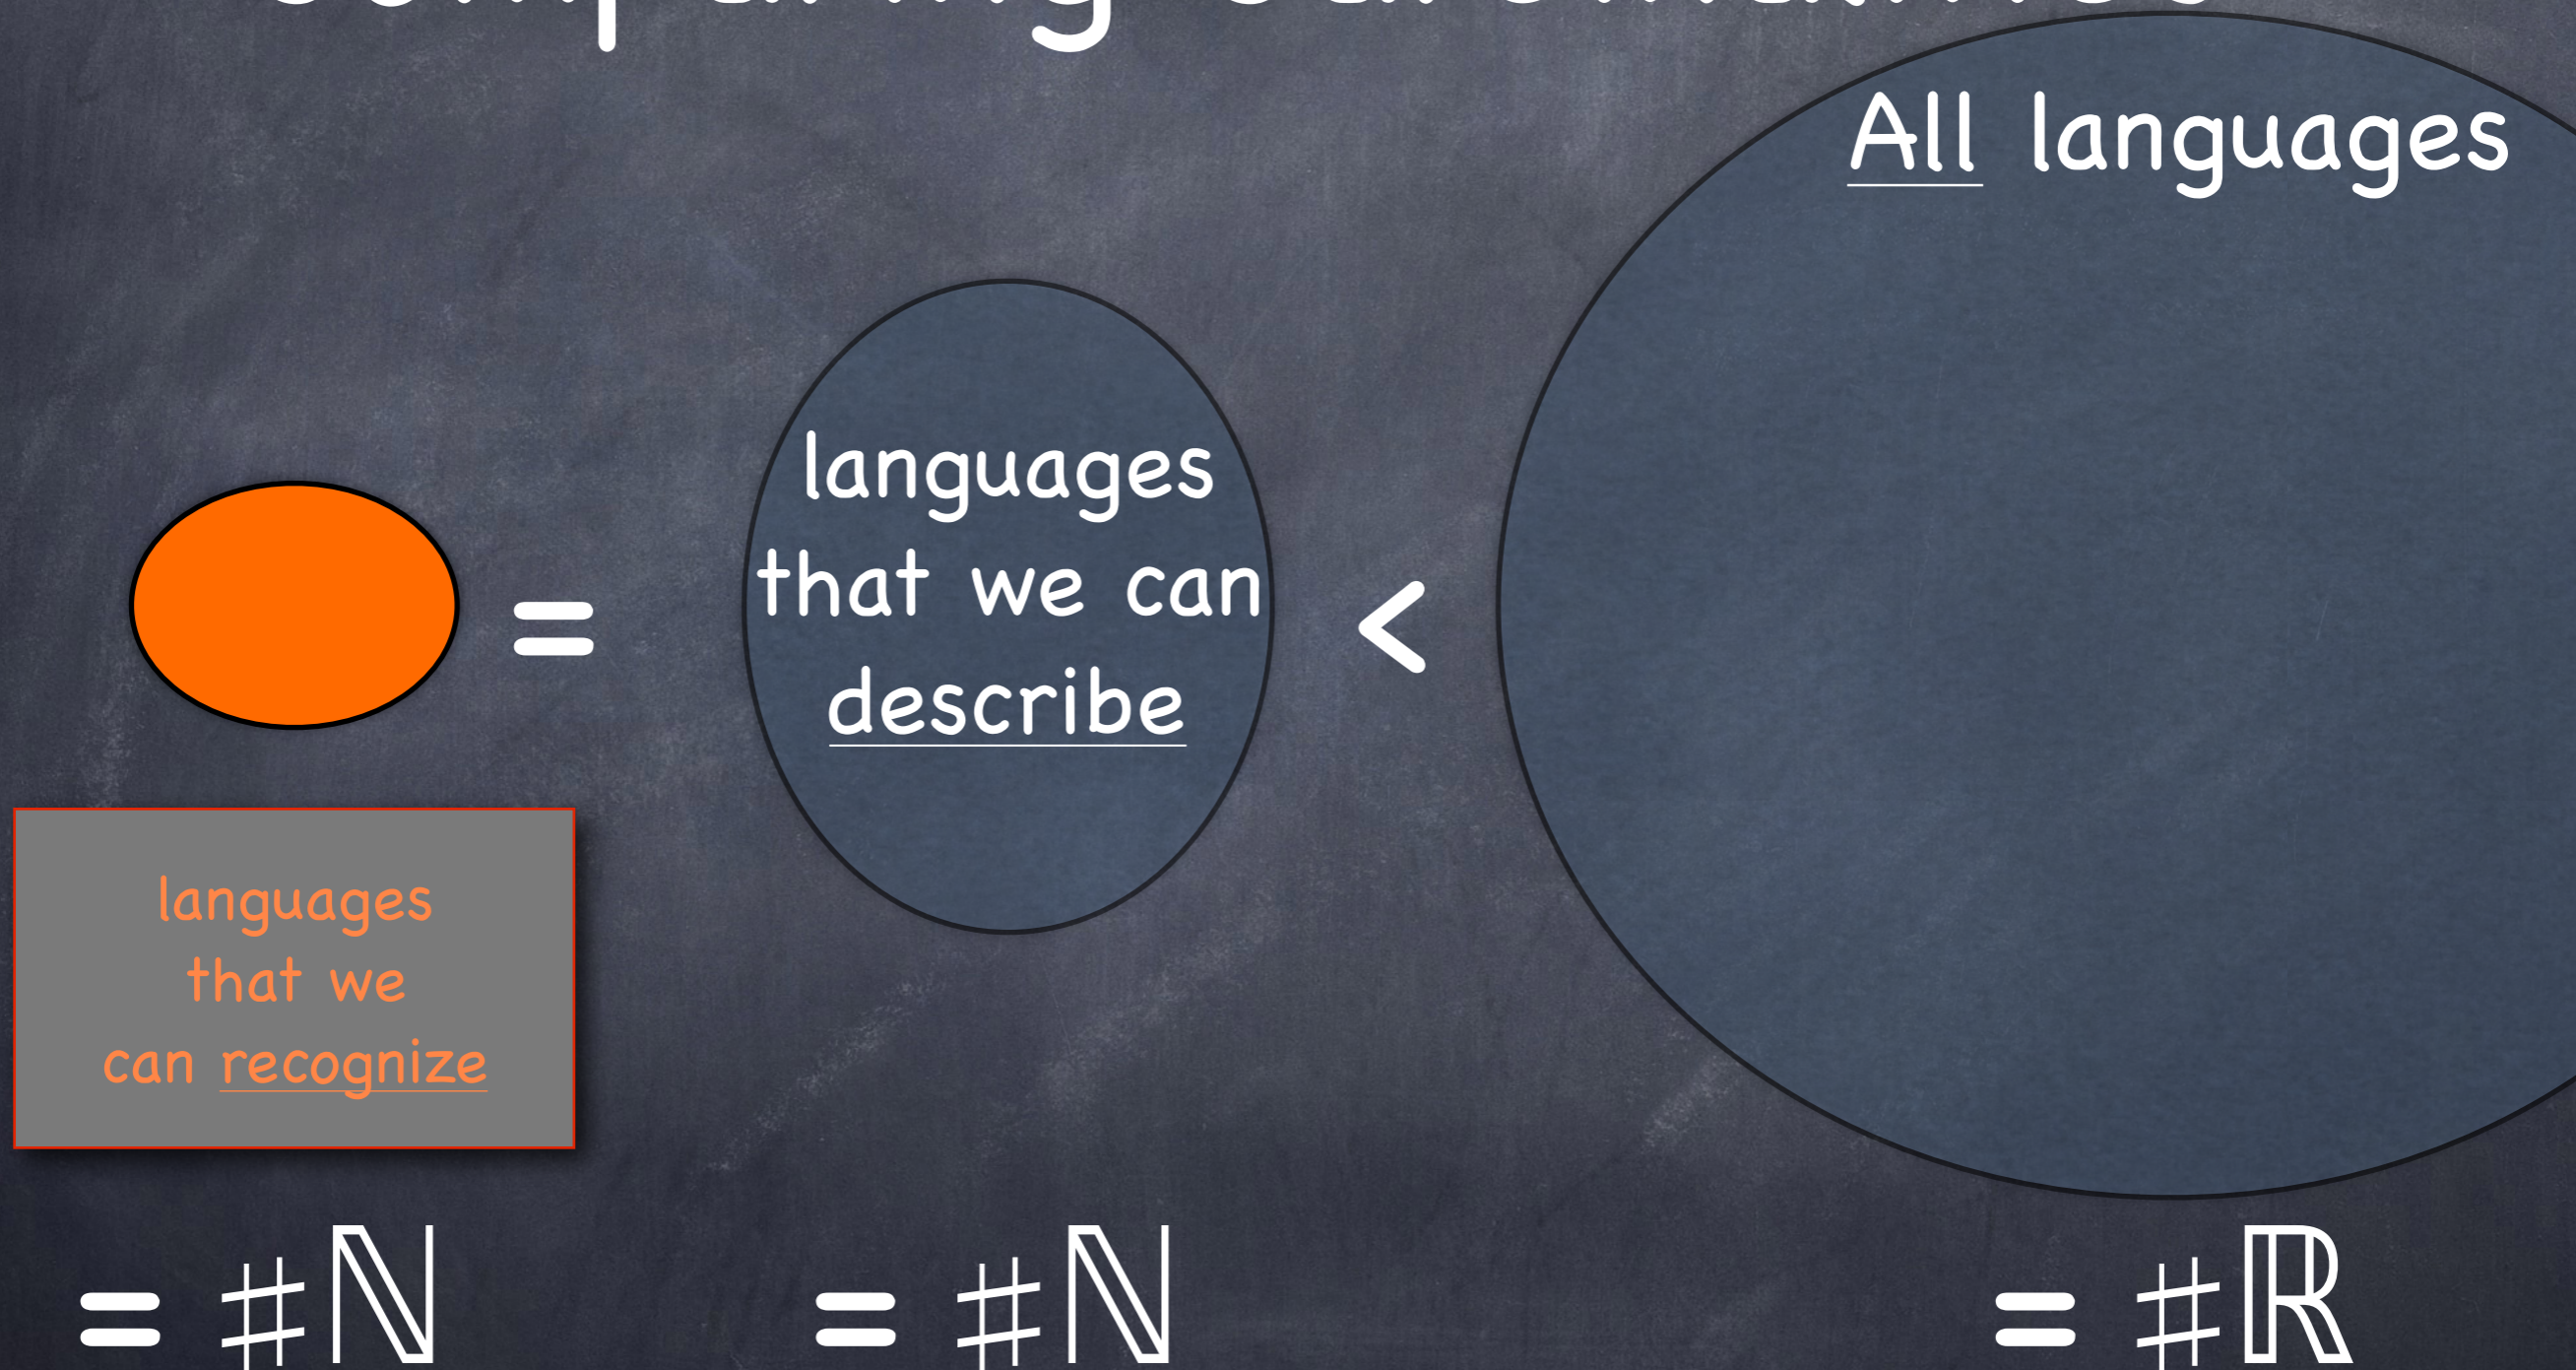 All languages
languages
that we can
describe
= <
languages
that we
can recognize
= #ℕ = #ℕ = #ℝ